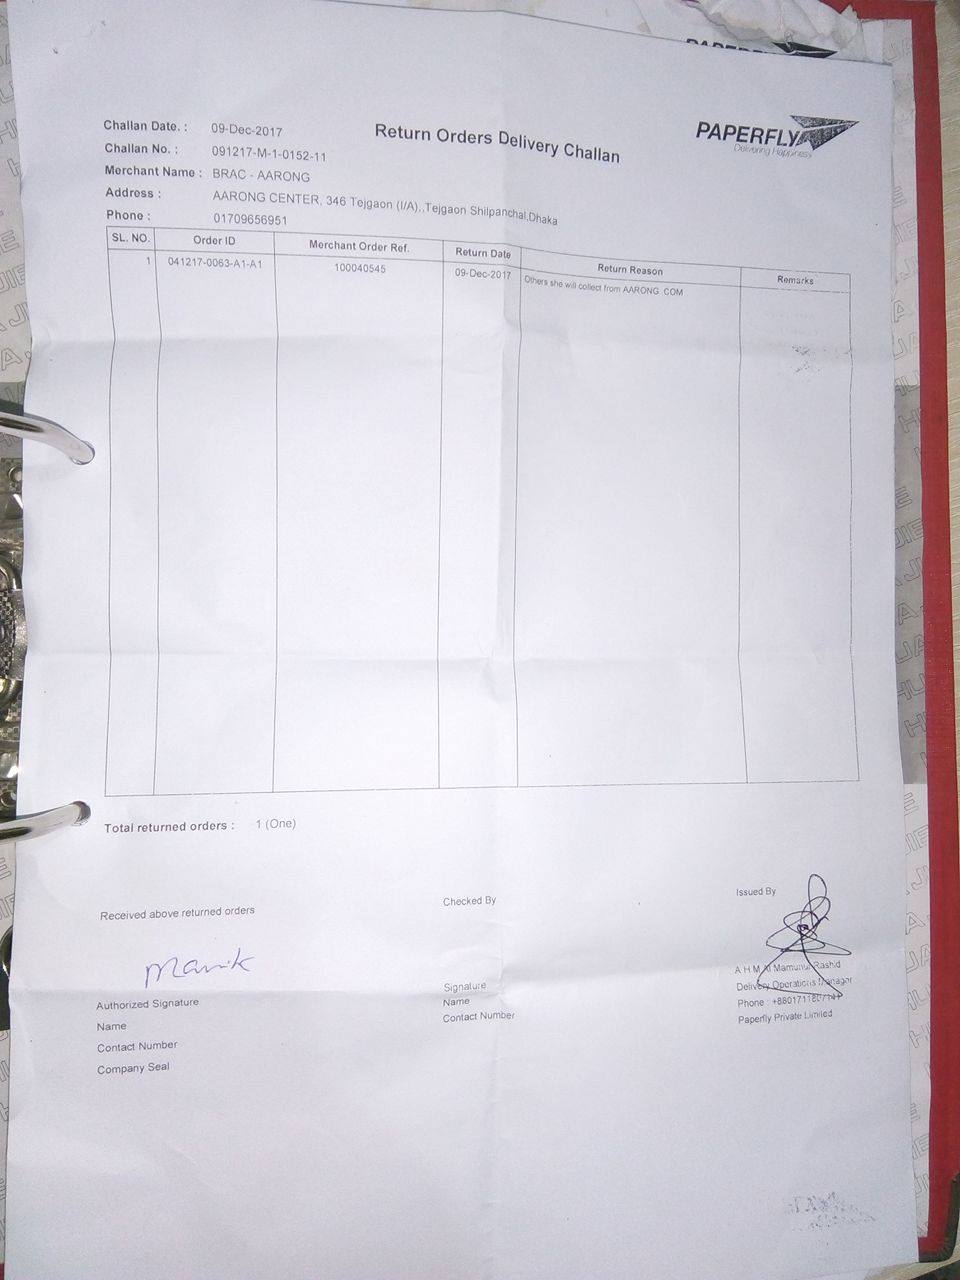 PAPERFLY
Return Orders Delivery Challan
PAPERFLY
Delivering Happiness
Challan Date. : 09-Dec-2017
Challan No. : 091217-M-1-0152-11
Merchant Name : BRAC - AARONG
Address : AARONG CENTER, 346 Tejgaon (I/A),,Tejgaon Shilpanchal,Dhaka
Phone : 01709656951
SL. NO. Order ID Merchant Order Ref. Return Date Return Reason Remarks
1 041217-0063-A1-A1 100040545 09-Dec-2017 Others she will collect from AARONG COM
Total returned orders : 1 (One)
Received above returned orders Checked By Issued By
Manik
Authorized Signature Signature A H M Al Mamunur Rashid
Name Name Delivery Operations Manager
Contact Number Contact Number Phone :
Company Seal Paperfly Private Limited